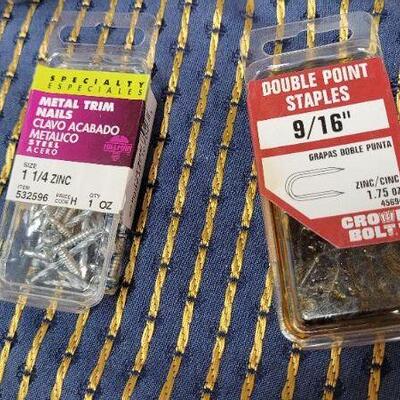 SPECIALTY
ESPECIALES
METAL TRIM
NAILS
CLAVO ACABADO
METALICO
STEEL
ACERO
SIZE
1 1/4 ZINC
ITEM
532596
PRICE
CODE H
QTY
1 OZ
DOUBLE POINT
STAPLES
9/16"
GRAPAS DOBLE PUNTA
ZINC/CINC
1.75 OZ
4569
CROWN
BOLT